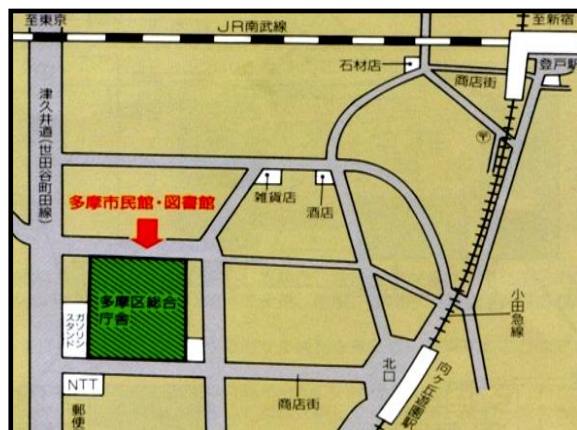 至東京
JR南武線
至新宿
石材店
商店街
登戸駅
津久井道(世田谷町田線)
〒
多摩市民館・図書館
雑貨店
酒店
多摩区総合
庁舎
ガソリン
スタンド
小田急線
北口
向ヶ丘遊園駅
NTT
商店街
郵便